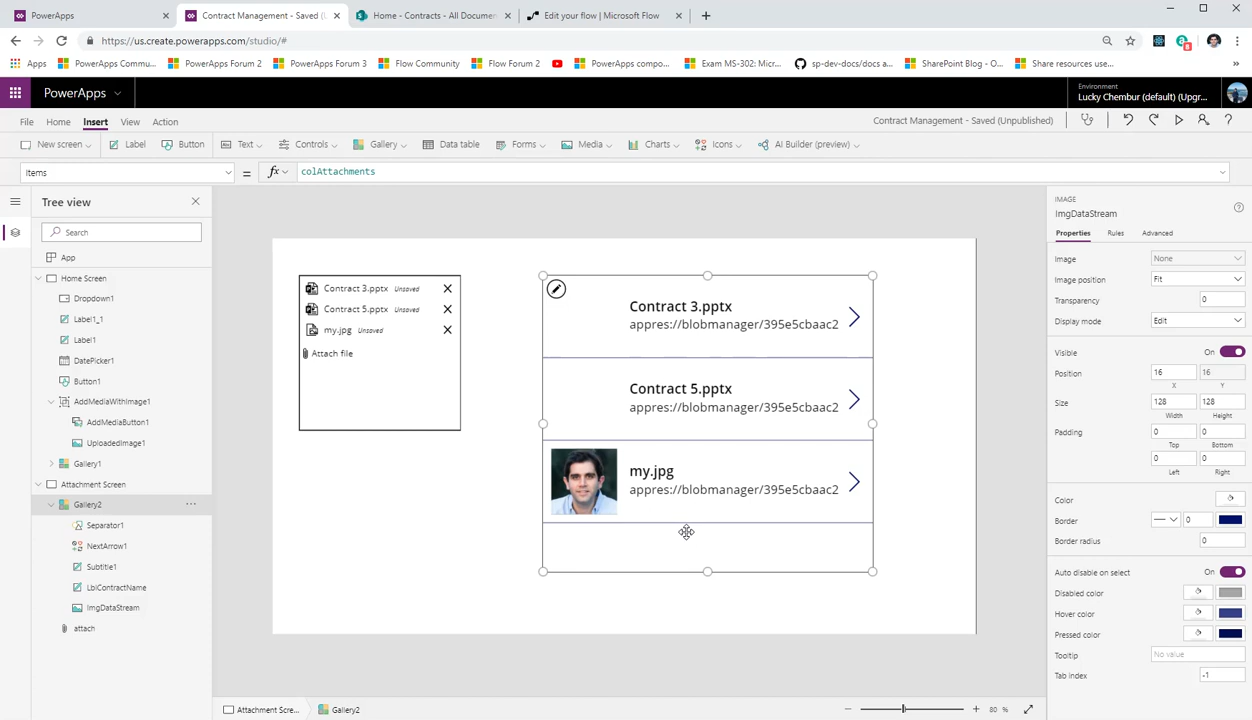 PowerApps
Contract Management - Saved (U
Home - Contracts - All Documen
Edit your flow | Microsoft Flow
https://us.create.powerapps.com/studio/#
Apps
PowerApps Commu...
PowerApps Forum 2
PowerApps Forum 3
Flow Community
Flow Forum 2
PowerApps compo...
Exam MS-302: Micr...
sp-dev-docs/docs a...
SharePoint Blog - O...
Share resources use...
PowerApps
Environment
Lucky Chembur (default) (Upgr...
File
Home
Insert
View
Action
Contract Management - Saved (Unpublished)
New screen
Label
Button
Text
Controls
Gallery
Data table
Forms
Media
Charts
Icons
AI Builder (preview)
Items
=
fx
colAttachments
Tree view
Search
App
Home Screen
Dropdown1
Label1_1
Label1
DatePicker1
Button1
AddMediaWithImage1
AddMediaButton1
UploadedImage1
Gallery1
Attachment Screen
Gallery2
Separator1
NextArrow1
Subtitle1
LblContractName
ImgDataStream
attach
Contract 3.pptx Unsaved
Contract 5.pptx Unsaved
my.jpg Unsaved
Attach file
Contract 3.pptx
appres://blobmanager/395e5cbaac2
Contract 5.pptx
appres://blobmanager/395e5cbaac2
my.jpg
appres://blobmanager/395e5cbaac2
IMAGE
ImgDataStream
Properties
Rules
Advanced
Image
None
Image position
Fit
Transparency
0
Display mode
Edit
Visible
On
Position
16
16
X
Y
Size
128
128
Width
Height
Padding
0
0
Top
Bottom
0
0
Left
Right
Color
Border
0
Border radius
0
Auto disable on select
On
Disabled color
Hover color
Pressed color
Tooltip
No value
Tab index
-1
Attachment Scre...
Gallery2
80 %